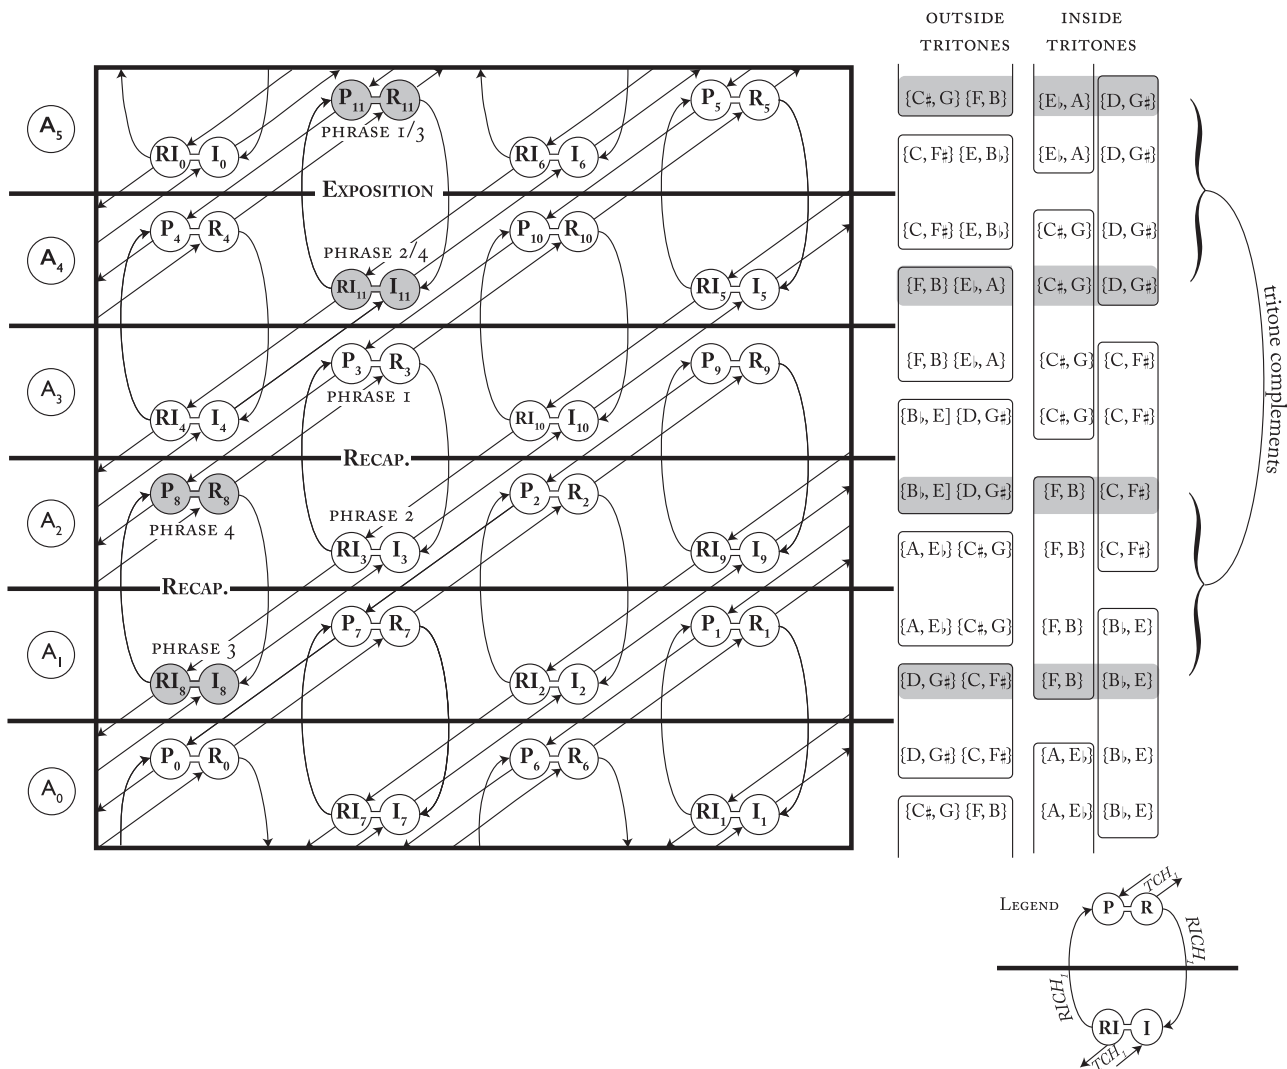 OUTSIDE TRITONES
INSIDE TRITONES
A₅
P₁₁ R₁₁
P₅ R₅
{C♯, G} {F, B}
{E♭, A}
{D, G♯}
PHRASE 1/3
RI₀ I₀
RI₆ I₆
{C, F♯} {E, B♭}
{E♭, A}
{D, G♯}
EXPOSITION
A₄
P₄ R₄
P₁₀ R₁₀
{C, F♯} {E, B♭}
{C♯, G}
{D, G♯}
PHRASE 2/4
RI₁₁ I₁₁
RI₅ I₅
{F, B} {E♭, A}
{C♯, G}
{D, G♯}
A₃
P₃ R₃
P₉ R₉
{F, B} {E♭, A}
{C♯, G}
{C, F♯}
PHRASE 1
RI₄ I₄
RI₁₀ I₁₀
{B♭, E] {D, G♯}
{C♯, G}
{C, F♯}
RECAP.
A₂
P₈ R₈
P₂ R₂
{B♭, E] {D, G♯}
{F, B}
{C, F♯}
PHRASE 4
PHRASE 2
RI₃ I₃
RI₉ I₉
{A, E♭} {C♯, G}
{F, B}
{C, F♯}
RECAP.
A₁
P₇ R₇
P₁ R₁
{A, E♭} {C♯, G}
{F, B}
{B♭, E}
PHRASE 3
RI₈ I₈
RI₂ I₂
{D, G♯} {C, F♯}
{F, B}
{B♭, E}
A₀
P₀ R₀
P₆ R₆
{D, G♯} {C, F♯}
{A, E♭}
{B♭, E}
RI₇ I₇
RI₁ I₁
{C♯, G} {F, B}
{A, E♭}
{B♭, E}
tritone complements
LEGEND
P R
TCH₁
RICH₁
RICH₁
RI I
TCH₁